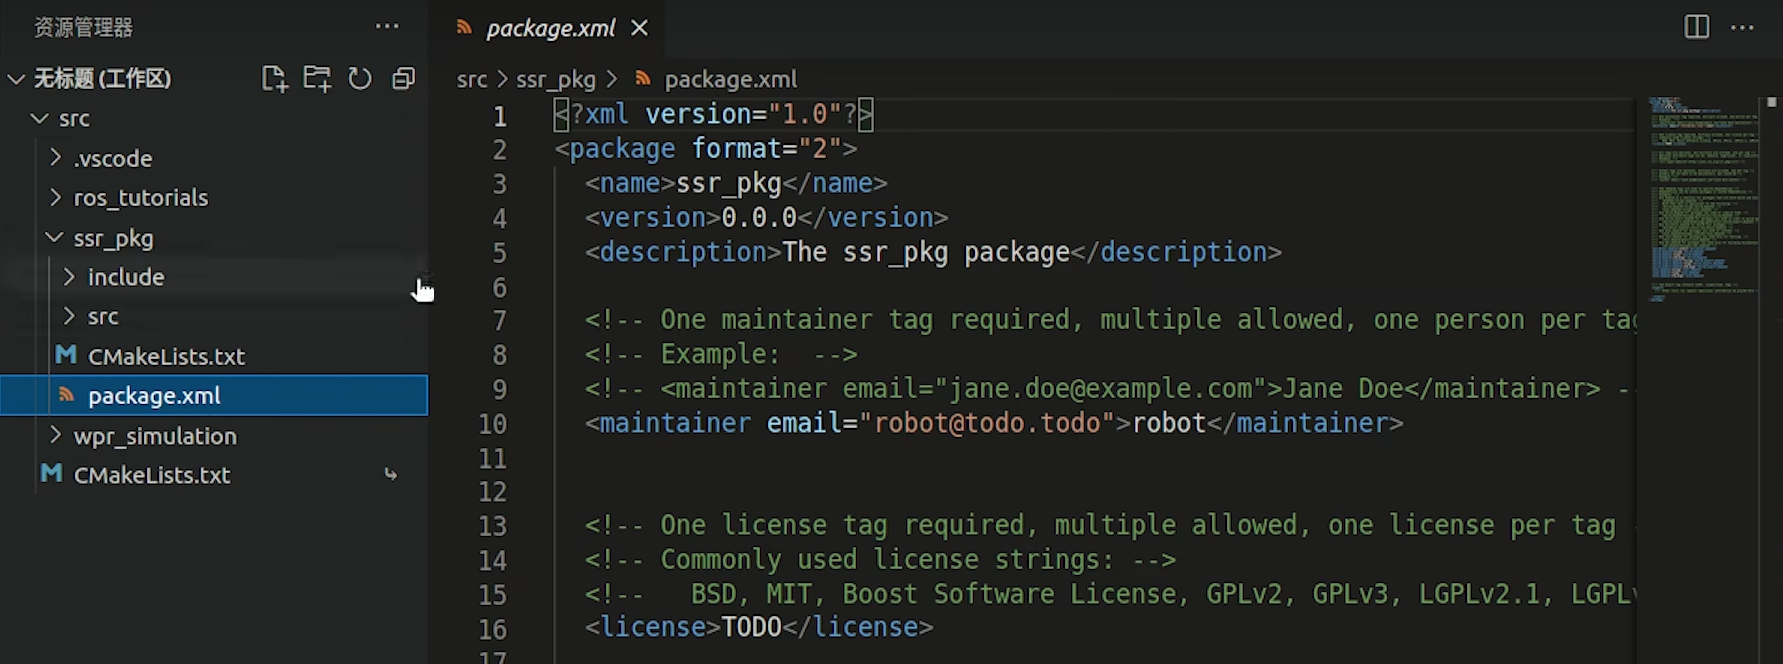 资源管理器
无标题 (工作区)
src
.vscode
ros_tutorials
ssr_pkg
include
src
CMakeLists.txt
package.xml
wpr_simulation
CMakeLists.txt
package.xml
src > ssr_pkg > package.xml
1 <?xml version="1.0"?>
2 <package format="2">
3 <name>ssr_pkg</name>
4 <version>0.0.0</version>
5 <description>The ssr_pkg package</description>
6
7 <!-- One maintainer tag required, multiple allowed, one person per tag
8 <!-- Example:  -->
9 <!-- <maintainer email="jane.doe@example.com">Jane Doe</maintainer> -
10 <maintainer email="robot@todo.todo">robot</maintainer>
11
12
13 <!-- One license tag required, multiple allowed, one license per tag
14 <!-- Commonly used license strings: -->
15 <!--   BSD, MIT, Boost Software License, GPLv2, GPLv3, LGPLv2.1, LGPLv
16 <license>TODO</license>
17